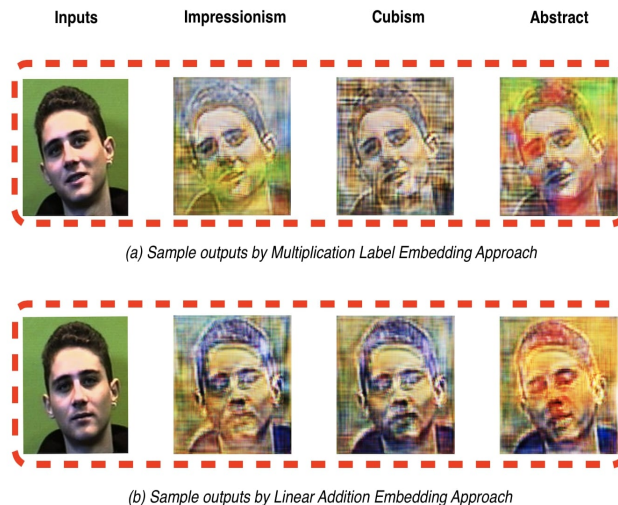 Inputs Impressionism Cubism Abstract
(a) Sample outputs by Multiplication Label Embedding Approach
(b) Sample outputs by Linear Addition Embedding Approach